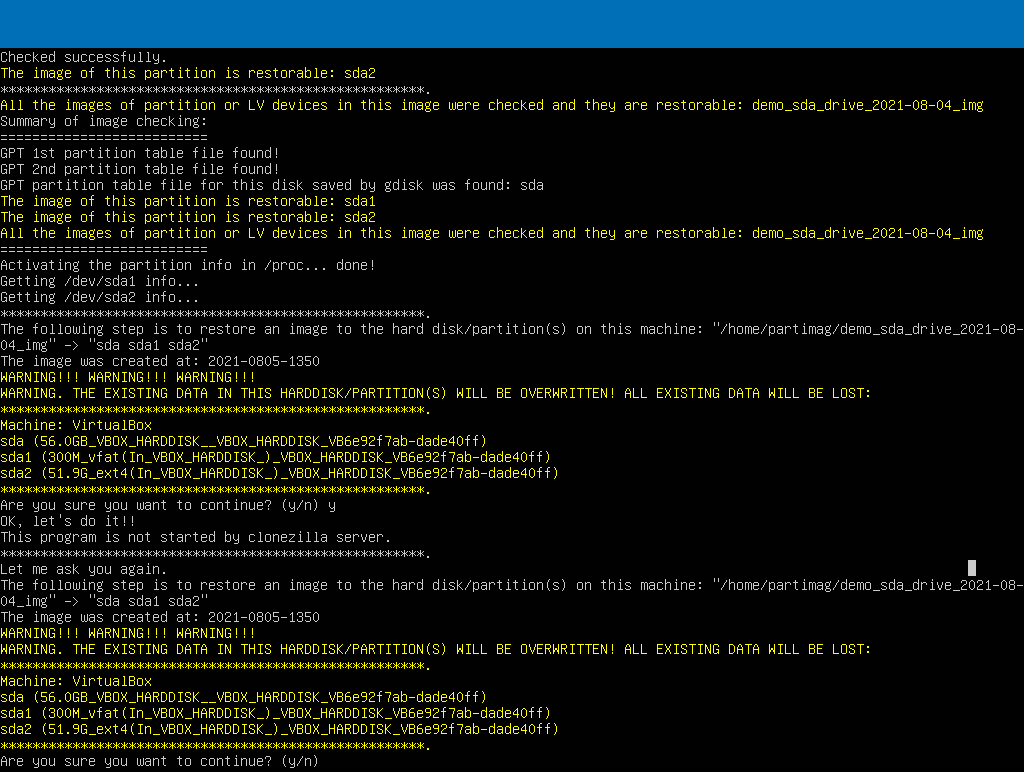 Checked successfully.
The image of this partition is restorable: sda2
*****************************************************.
All the images of partition or LV devices in this image were checked and they are restorable: demo_sda_drive_2021-08-04_img
Summary of image checking:
==========================
GPT 1st partition table file found!
GPT 2nd partition table file found!
GPT partition table file for this disk saved by gdisk was found: sda
The image of this partition is restorable: sda1
The image of this partition is restorable: sda2
All the images of partition or LV devices in this image were checked and they are restorable: demo_sda_drive_2021-08-04_img
==========================
Activating the partition info in /proc... done!
Getting /dev/sda1 info...
Getting /dev/sda2 info...
*****************************************************.
The following step is to restore an image to the hard disk/partition(s) on this machine: "/home/partimag/demo_sda_drive_2021-08-
04_img" -> "sda sda1 sda2"
The image was created at: 2021-0805-1350
WARNING!!! WARNING!!! WARNING!!!
WARNING. THE EXISTING DATA IN THIS HARDDISK/PARTITION(S) WILL BE OVERWRITTEN! ALL EXISTING DATA WILL BE LOST:
*****************************************************.
Machine: VirtualBox
sda (56.0GB_VBOX_HARDDISK__VBOX_HARDDISK_VB6e92f7ab-dade40ff)
sda1 (300M_vfat(In_VBOX_HARDDISK_)_VBOX_HARDDISK_VB6e92f7ab-dade40ff)
sda2 (51.9G_ext4(In_VBOX_HARDDISK_)_VBOX_HARDDISK_VB6e92f7ab-dade40ff)
*****************************************************.
Are you sure you want to continue? (y/n) y
OK, let's do it!!
This program is not started by clonezilla server.
*****************************************************.
Let me ask you again.
The following step is to restore an image to the hard disk/partition(s) on this machine: "/home/partimag/demo_sda_drive_2021-08-
04_img" -> "sda sda1 sda2"
The image was created at: 2021-0805-1350
WARNING!!! WARNING!!! WARNING!!!
WARNING. THE EXISTING DATA IN THIS HARDDISK/PARTITION(S) WILL BE OVERWRITTEN! ALL EXISTING DATA WILL BE LOST:
*****************************************************.
Machine: VirtualBox
sda (56.0GB_VBOX_HARDDISK__VBOX_HARDDISK_VB6e92f7ab-dade40ff)
sda1 (300M_vfat(In_VBOX_HARDDISK_)_VBOX_HARDDISK_VB6e92f7ab-dade40ff)
sda2 (51.9G_ext4(In_VBOX_HARDDISK_)_VBOX_HARDDISK_VB6e92f7ab-dade40ff)
*****************************************************.
Are you sure you want to continue? (y/n)